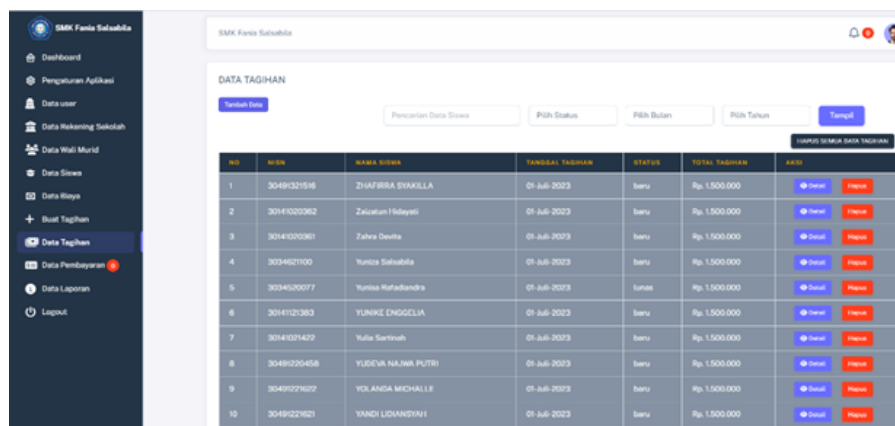 SMK Fania Salsabila
Dashboard
Pengaturan Aplikasi
Data user
Data Rekening Sekolah
Data Wali Murid
Data Siswa
Data Biaya
Buat Tagihan
Data Tagihan
Data Pembayaran 0
Data Laporan
Logout
SMK Fania Salsabila
0
DATA TAGIHAN
Tambah Data
Pencarian Data Siswa Pilih Status Pilih Bulan Pilih Tahun Tampil
HAPUS SEMUA DATA TAGIHAN
NO NISN NAMA SISWA TANGGAL TAGIHAN STATUS TOTAL TAGIHAN AKSI
1 30491321516 ZHAFIRRA SYAKILLA 01-Juli-2023 baru Rp. 1.500.000 Detail Hapus
2 30141020362 Zaizatun Hidayati 01-Juli-2023 baru Rp. 1.500.000 Detail Hapus
3 30141020361 Zahra Devita 01-Juli-2023 baru Rp. 1.500.000 Detail Hapus
4 3034621100 Yuniza Salsabila 01-Juli-2023 baru Rp. 1.500.000 Detail Hapus
5 3034520077 Yunisa Rafadiandra 01-Juli-2023 lunas Rp. 1.500.000 Detail Hapus
6 30141121383 YUNIKE ENGGELIA 01-Juli-2023 baru Rp. 1.500.000 Detail Hapus
7 30141021422 Yulia Sartinah 01-Juli-2023 baru Rp. 1.500.000 Detail Hapus
8 30491220458 YUDEVA NAJWA PUTRI 01-Juli-2023 baru Rp. 1.500.000 Detail Hapus
9 30491221622 YOLANDA MICHALLE 01-Juli-2023 baru Rp. 1.500.000 Detail Hapus
10 30491221621 YANDI LIDIANSYAH 01-Juli-2023 baru Rp. 1.500.000 Detail Hapus